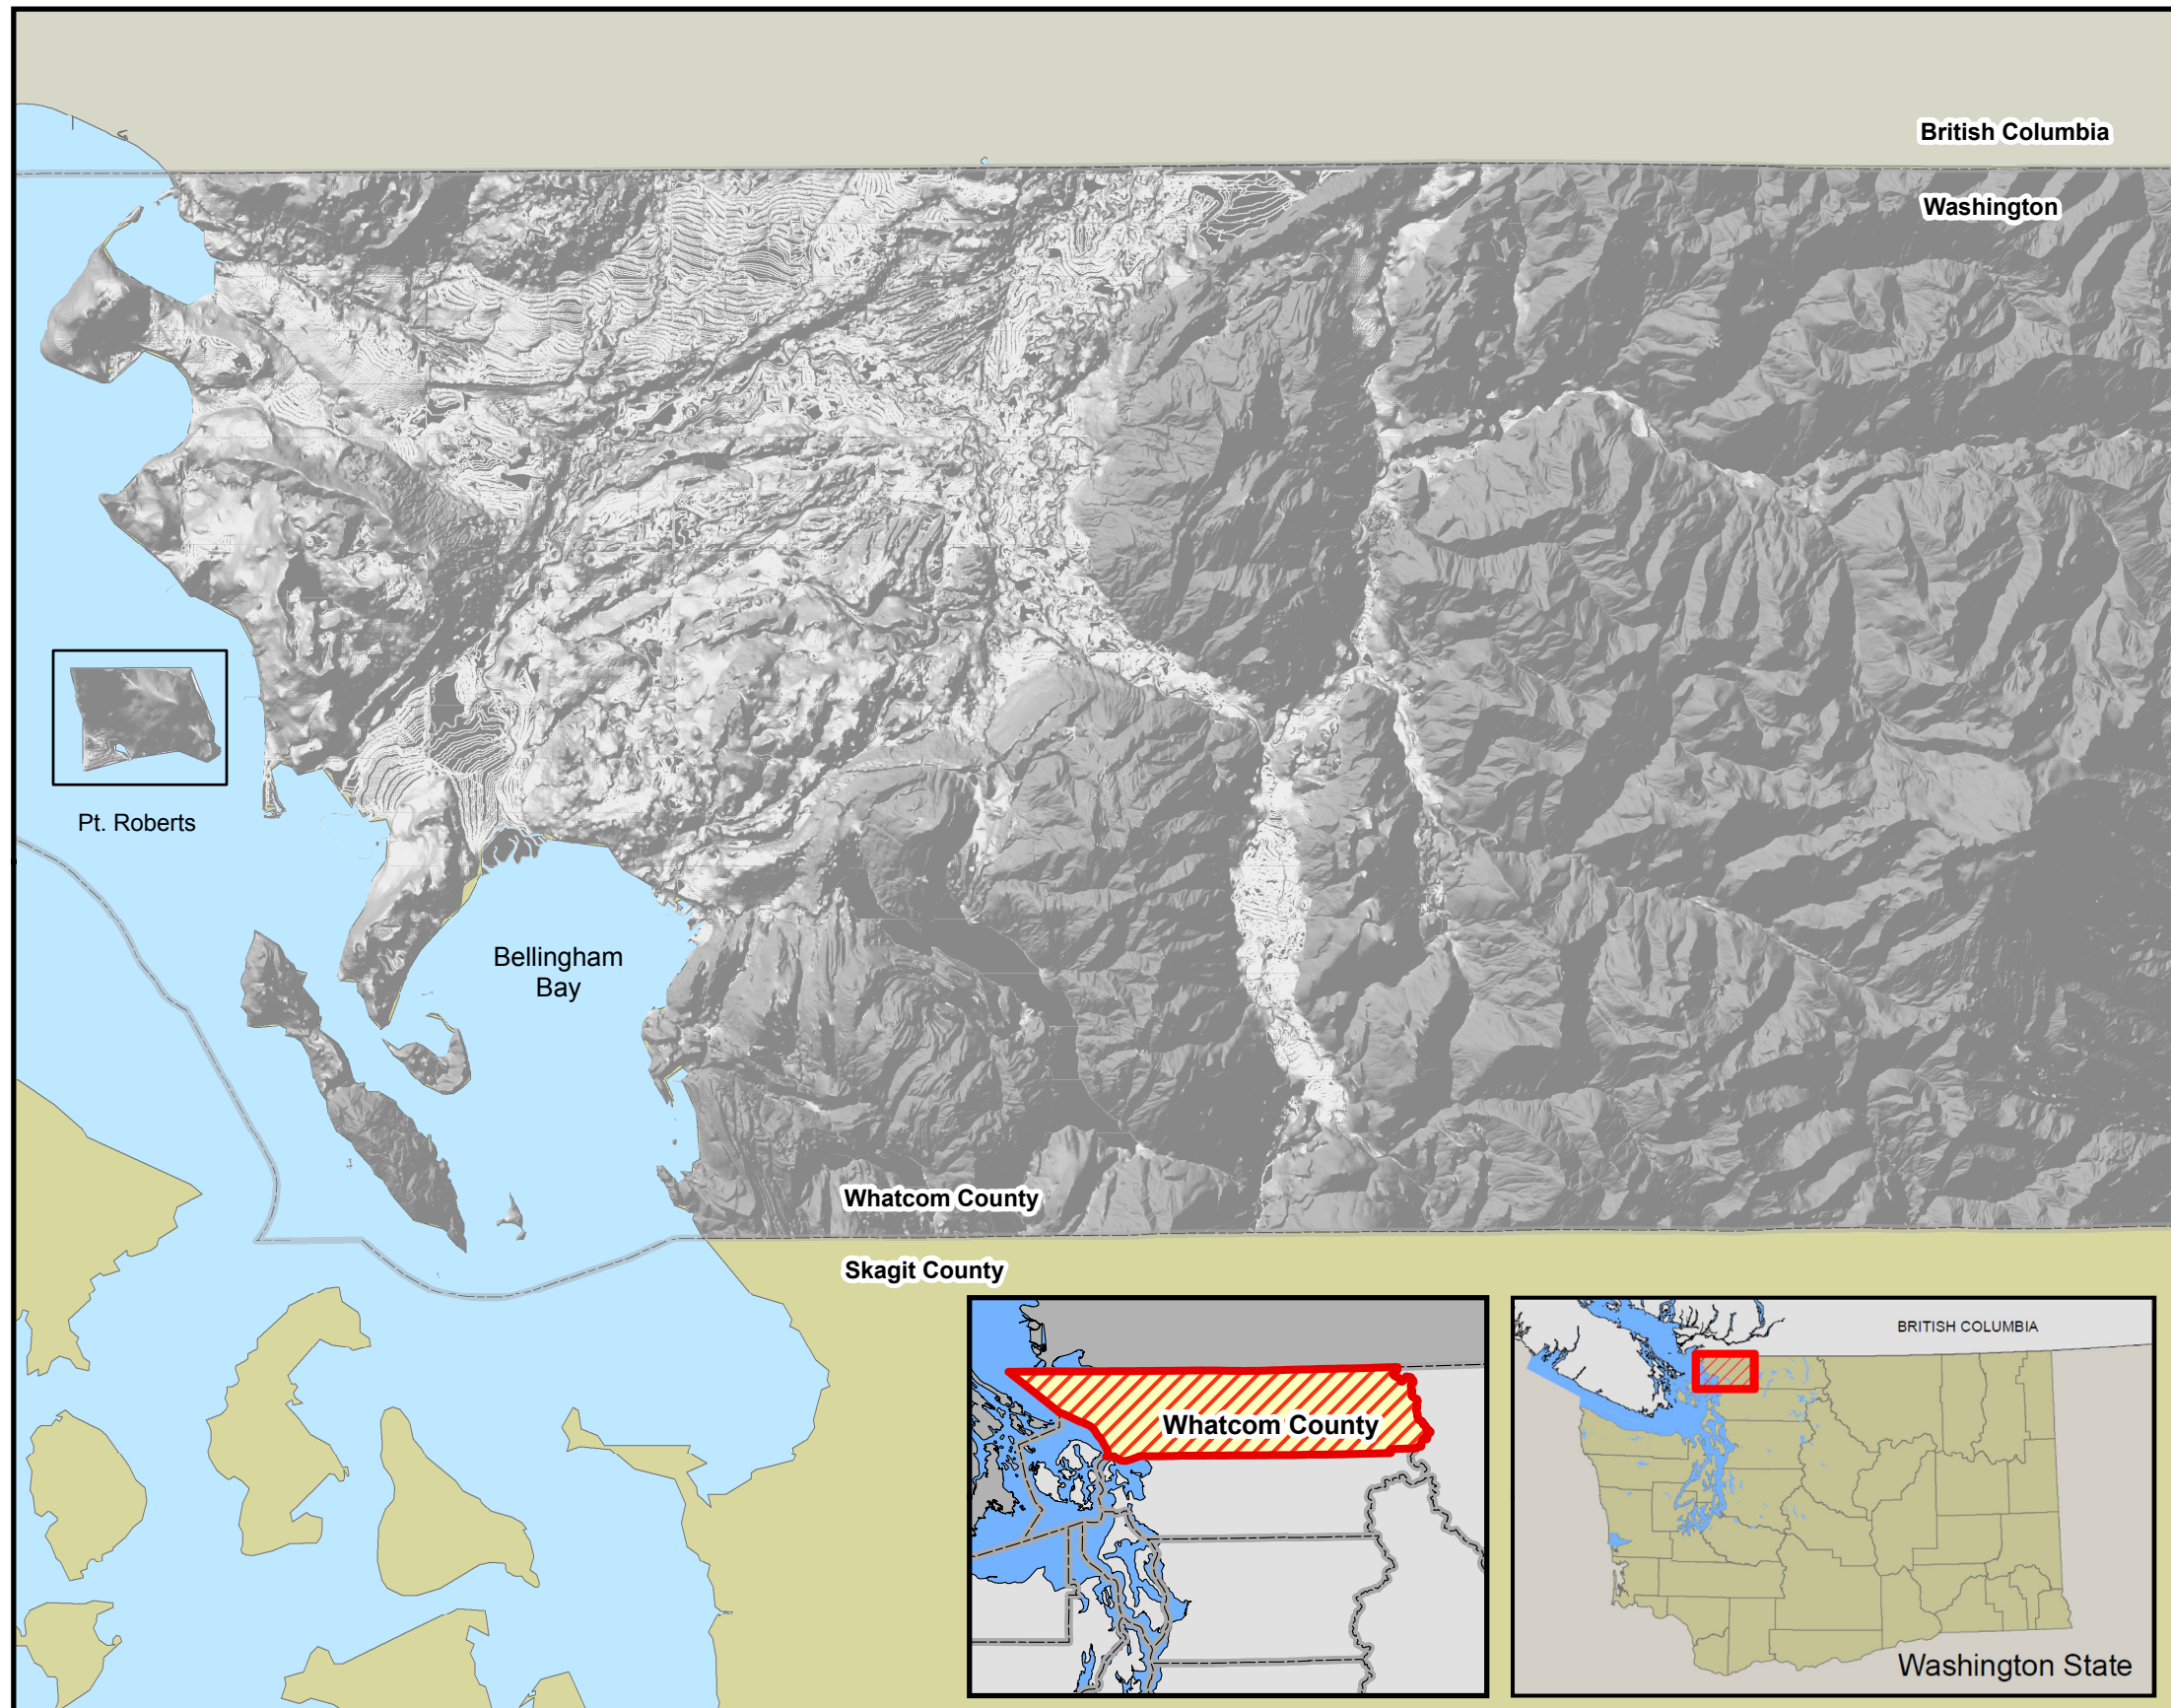 British Columbia
Washington
Pt. Roberts
Bellingham
Bay
Whatcom County
Skagit County
Whatcom County
BRITISH COLUMBIA
Washington State